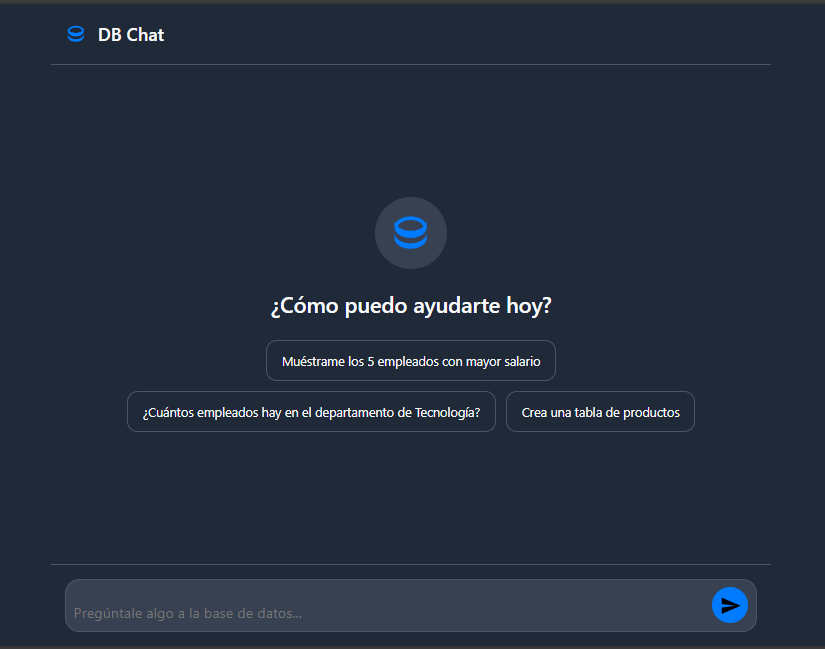 DB Chat
¿Cómo puedo ayudarte hoy?
Muéstrame los 5 empleados con mayor salario
¿Cuántos empleados hay en el departamento de Tecnología?
Crea una tabla de productos
Pregúntale algo a la base de datos...